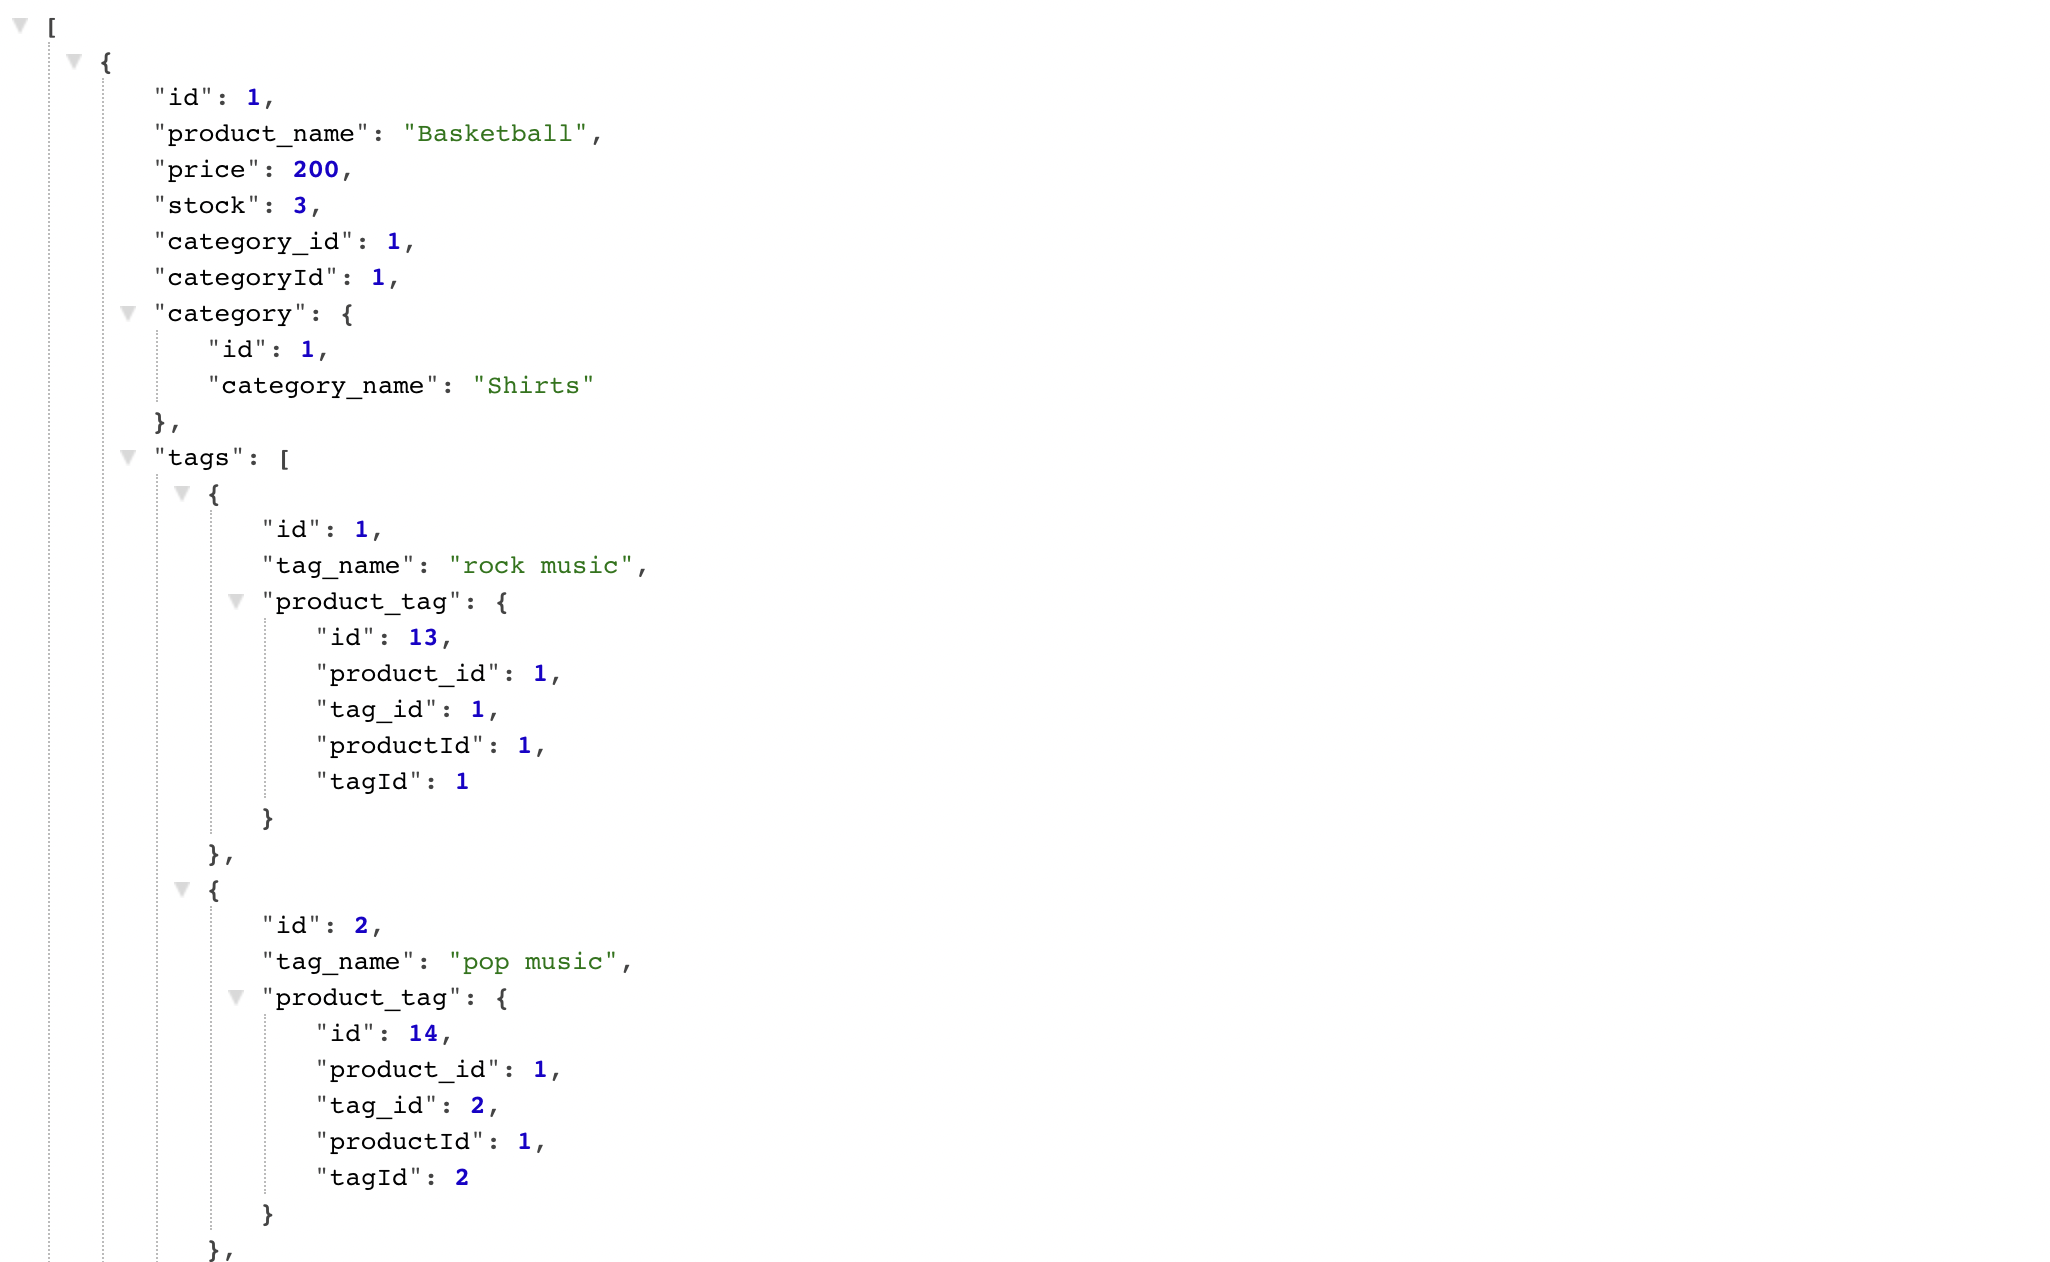 [
{
"id": 1,
"product_name": "Basketball",
"price": 200,
"stock": 3,
"category_id": 1,
"categoryId": 1,
"category": {
"id": 1,
"category_name": "Shirts"
},
"tags": [
{
"id": 1,
"tag_name": "rock music",
"product_tag": {
"id": 13,
"product_id": 1,
"tag_id": 1,
"productId": 1,
"tagId": 1
}
},
{
"id": 2,
"tag_name": "pop music",
"product_tag": {
"id": 14,
"product_id": 1,
"tag_id": 2,
"productId": 1,
"tagId": 2
}
},